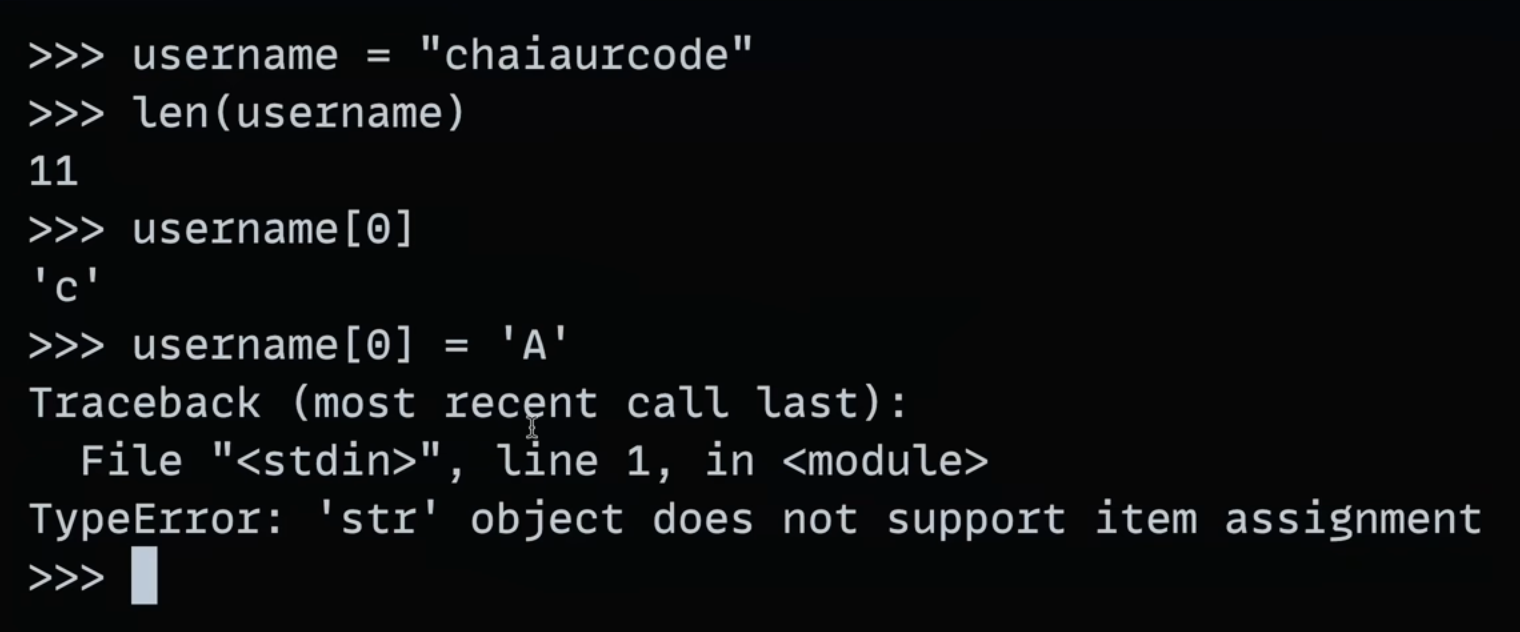 >>> username = "chaiaurcode"
>>> len(username)
11
>>> username[0]
'c'
>>> username[0] = 'A'
Traceback (most recent call last):
  File "<stdin>", line 1, in <module>
TypeError: 'str' object does not support item assignment
>>>